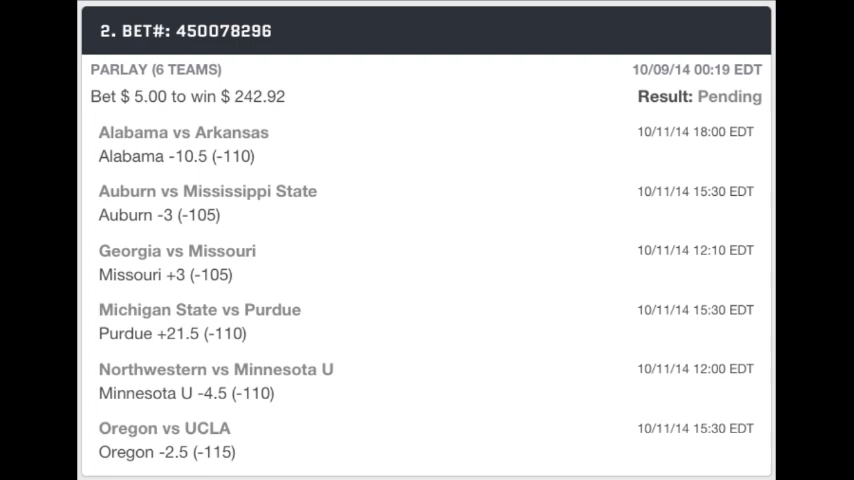 2. BET#: 450078296
PARLAY (6 TEAMS) 10/09/14 00:19 EDT
Bet $ 5.00 to win $ 242.92 Result: Pending
Alabama vs Arkansas 10/11/14 18:00 EDT
Alabama -10.5 (-110)
Auburn vs Mississippi State 10/11/14 15:30 EDT
Auburn -3 (-105)
Georgia vs Missouri 10/11/14 12:10 EDT
Missouri +3 (-105)
Michigan State vs Purdue 10/11/14 15:30 EDT
Purdue +21.5 (-110)
Northwestern vs Minnesota U 10/11/14 12:00 EDT
Minnesota U -4.5 (-110)
Oregon vs UCLA 10/11/14 15:30 EDT
Oregon -2.5 (-115)